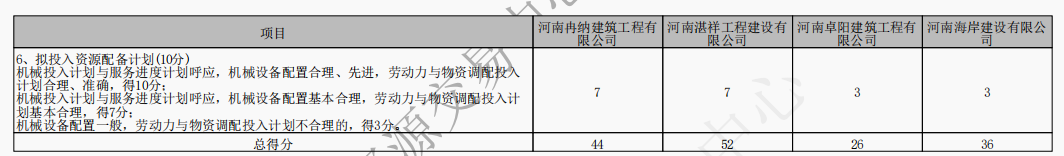 项目 河南冉纳建筑工程有限公司 河南湛祥工程建设有限公司 河南卓阳建筑工程有限公司 河南海岸建设有限公司
6、拟投入资源配备计划(10分)
机械投入计划与服务进度计划呼应，机械设备配置合理、先进，劳动力与物资调配投入
计划合理、准确，得10分；
机械投入计划与服务进度计划呼应，机械设备配置基本合理，劳动力与物资调配投入计
划基本合理，得7分；
机械设备配置一般，劳动力与物资调配投入计划不合理的，得3分。
7 7 3 3
总得分 44 52 26 36
源交易中心
中心